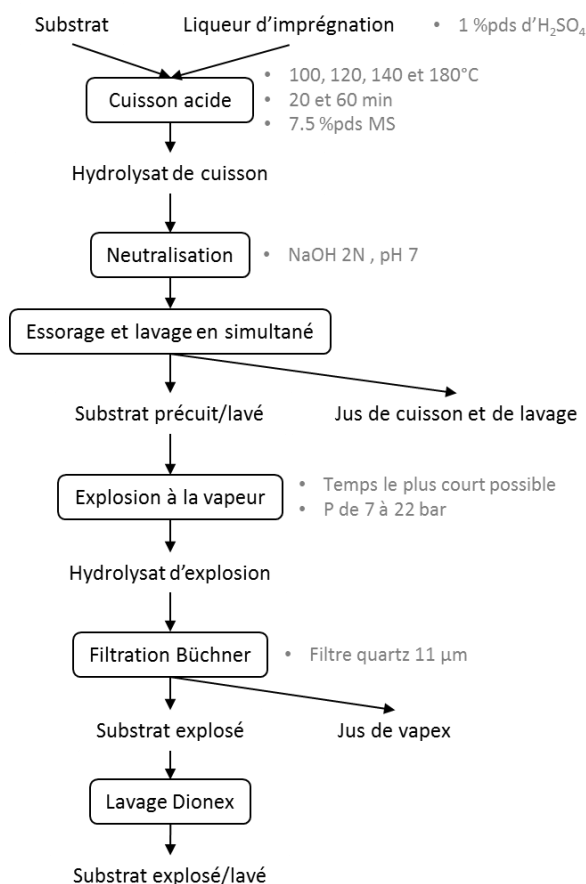 Substrat
Liqueur d'imprégnation
• 1 %pds d'H₂SO₄
Cuisson acide
• 100, 120, 140 et 180°C
• 20 et 60 min
• 7.5 %pds MS
Hydrolysat de cuisson
Neutralisation
• NaOH 2N , pH 7
Essorage et lavage en simultané
Substrat précuit/lavé
Jus de cuisson et de lavage
Explosion à la vapeur
• Temps le plus court possible
• P de 7 à 22 bar
Hydrolysat d'explosion
Filtration Büchner
• Filtre quartz 11 µm
Substrat explosé
Jus de vapex
Lavage Dionex
Substrat explosé/lavé